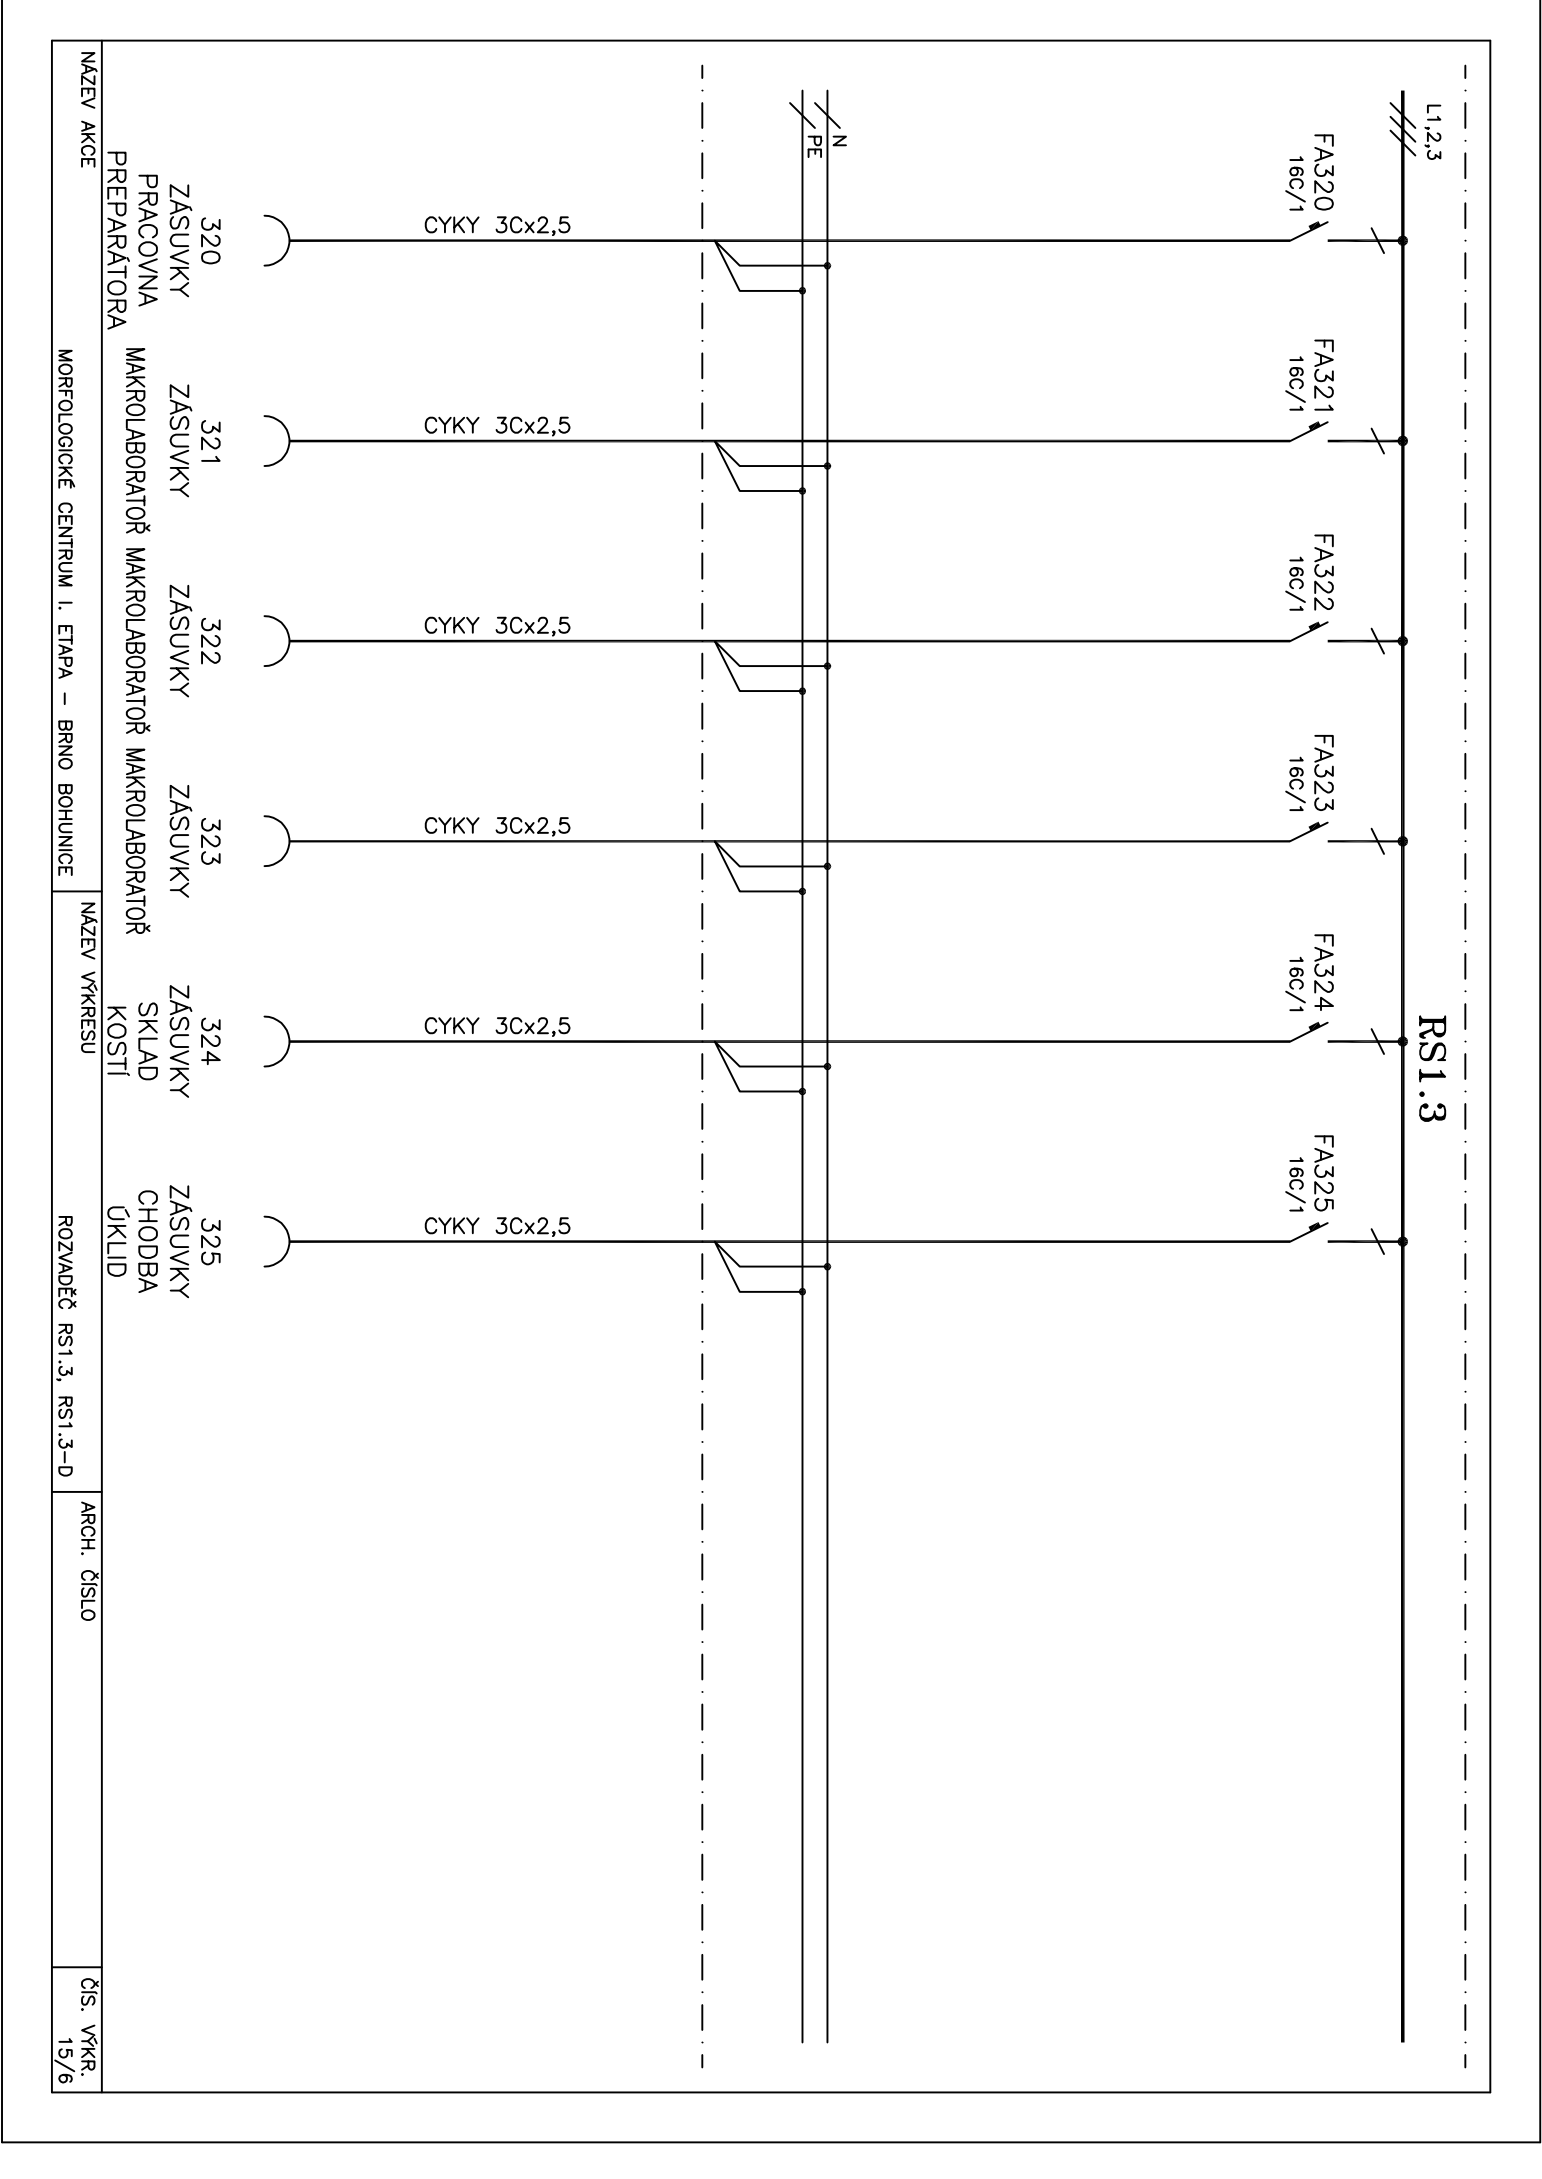 RS1.3
L1,2,3
FA320
16C/1
FA321
16C/1
FA322
16C/1
FA323
16C/1
FA324
16C/1
FA325
16C/1
N
PE
CYKY 3Cx2,5
CYKY 3Cx2,5
CYKY 3Cx2,5
CYKY 3Cx2,5
CYKY 3Cx2,5
CYKY 3Cx2,5
320
ZÁSUVKY
PRACOVNA
PREPARÁTORA
321
ZÁSUVKY
MAKROLABORATOŘ
322
ZÁSUVKY
MAKROLABORATOŘ
323
ZÁSUVKY
MAKROLABORATOŘ
324
ZÁSUVKY
SKLAD
KOSTÍ
325
ZÁSUVKY
CHODBA
ÚKLID
NÁZEV AKCE
MORFOLOGICKÉ CENTRUM I. ETAPA – BRNO BOHUNICE
NÁZEV VÝKRESU
ROZVADĚČ RS1.3, RS1.3–D
ARCH. ČÍSLO
ČÍS. VÝKR.
15/6